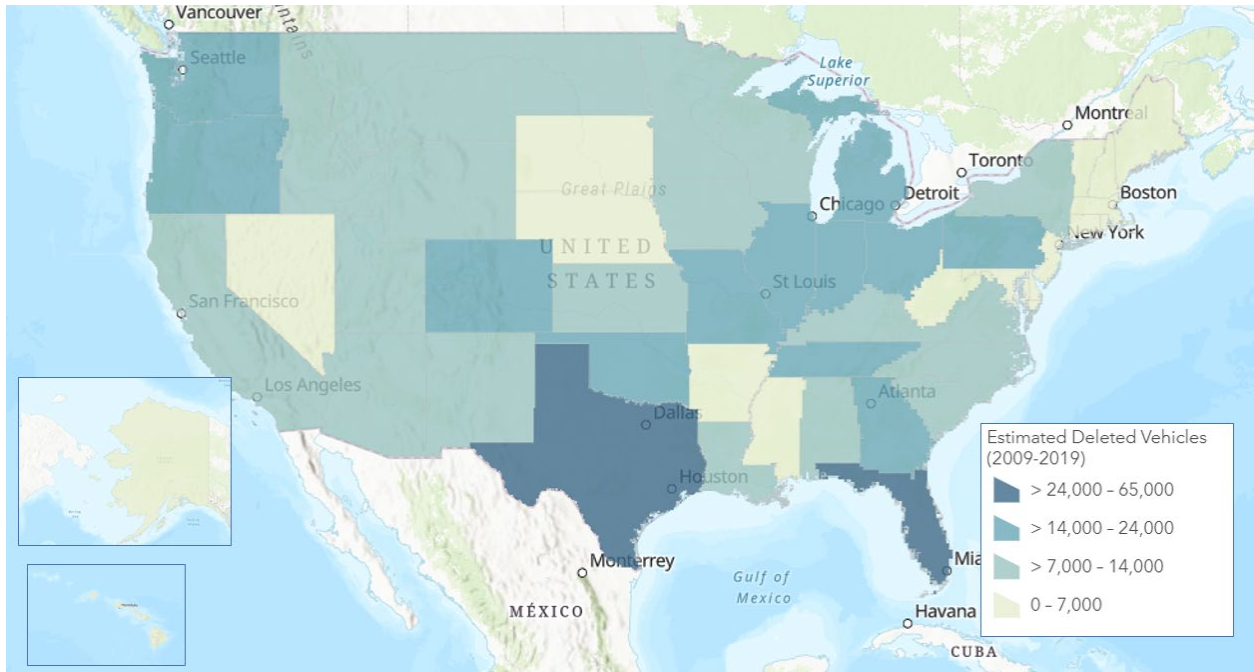 Vancouver
ntains
Seattle
Lake
Superior
Montreal
Toronto
Great Plains
Chicago
Detroit
Boston
New York
UNITED
STATES
St Louis
San Francisco
Los Angeles
Atlanta
Dallas
Houston
Monterrey
Mia
Gulf of
Mexico
MÉXICO
Havana
CUBA
Estimated Deleted Vehicles
(2009-2019)
> 24,000 - 65,000
> 14,000 - 24,000
> 7,000 - 14,000
0 - 7,000